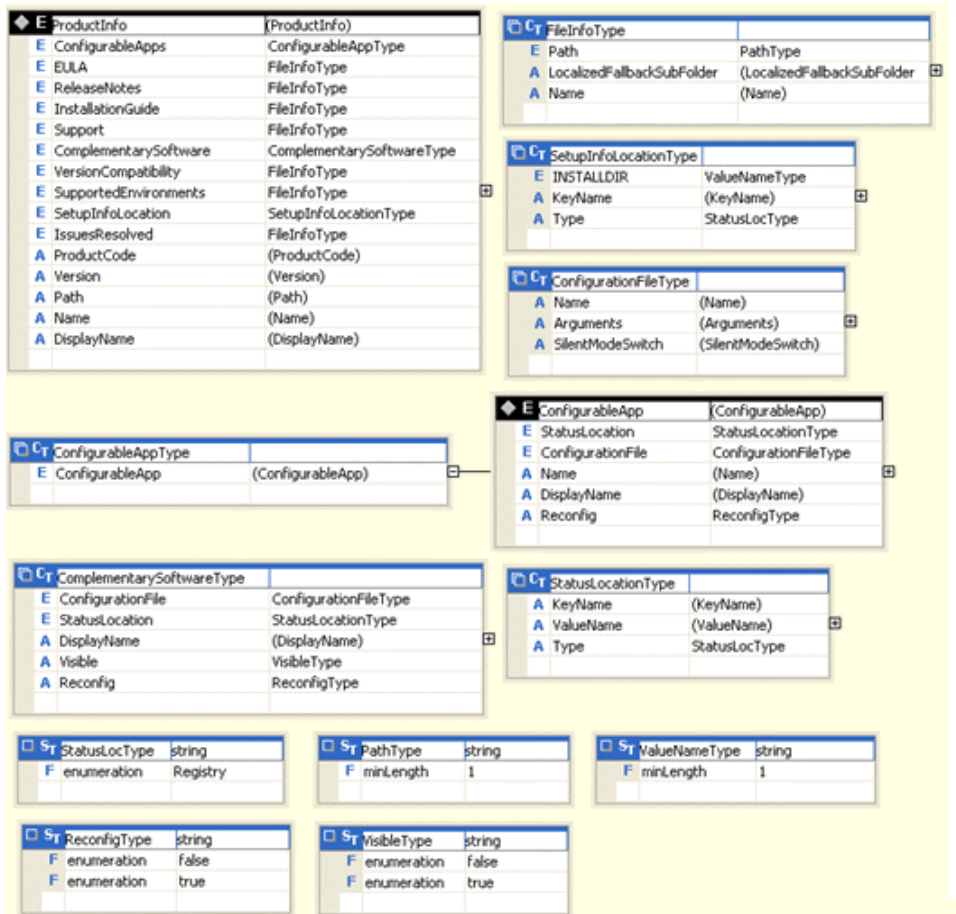 E ProductInfo (ProductInfo)
E ConfigurableApps ConfigurableAppType
E EULA FileInfoType
E ReleaseNotes FileInfoType
E InstallationGuide FileInfoType
E Support FileInfoType
E ComplementarySoftware ComplementarySoftwareType
E VersionCompatibility FileInfoType
E SupportedEnvironments FileInfoType
E SetupInfoLocation SetupInfoLocationType
E IssuesResolved FileInfoType
A ProductCode (ProductCode)
A Version (Version)
A Path (Path)
A Name (Name)
A DisplayName (DisplayName)
CT FileInfoType
E Path PathType
A LocalizedFallbackSubFolder (LocalizedFallbackSubFolder
A Name (Name)
CT SetupInfoLocationType
E INSTALLDIR ValueNameType
A KeyName (KeyName)
A Type StatusLocType
CT ConfigurationFileType
A Name (Name)
A Arguments (Arguments)
A SilentModeSwitch (SilentModeSwitch)
CT ConfigurableAppType
E ConfigurableApp (ConfigurableApp)
E ConfigurableApp (ConfigurableApp)
E StatusLocation StatusLocationType
E ConfigurationFile ConfigurationFileType
A Name (Name)
A DisplayName (DisplayName)
A Reconfig ReconfigType
CT ComplementarySoftwareType
E ConfigurationFile ConfigurationFileType
E StatusLocation StatusLocationType
A DisplayName (DisplayName)
A Visible VisibleType
A Reconfig ReconfigType
CT StatusLocationType
A KeyName (KeyName)
A ValueName (ValueName)
A Type StatusLocType
ST StatusLocType string
F enumeration Registry
ST PathType string
F minLength 1
ST ValueNameType string
F minLength 1
ST ReconfigType string
F enumeration false
F enumeration true
ST VisibleType string
F enumeration false
F enumeration true